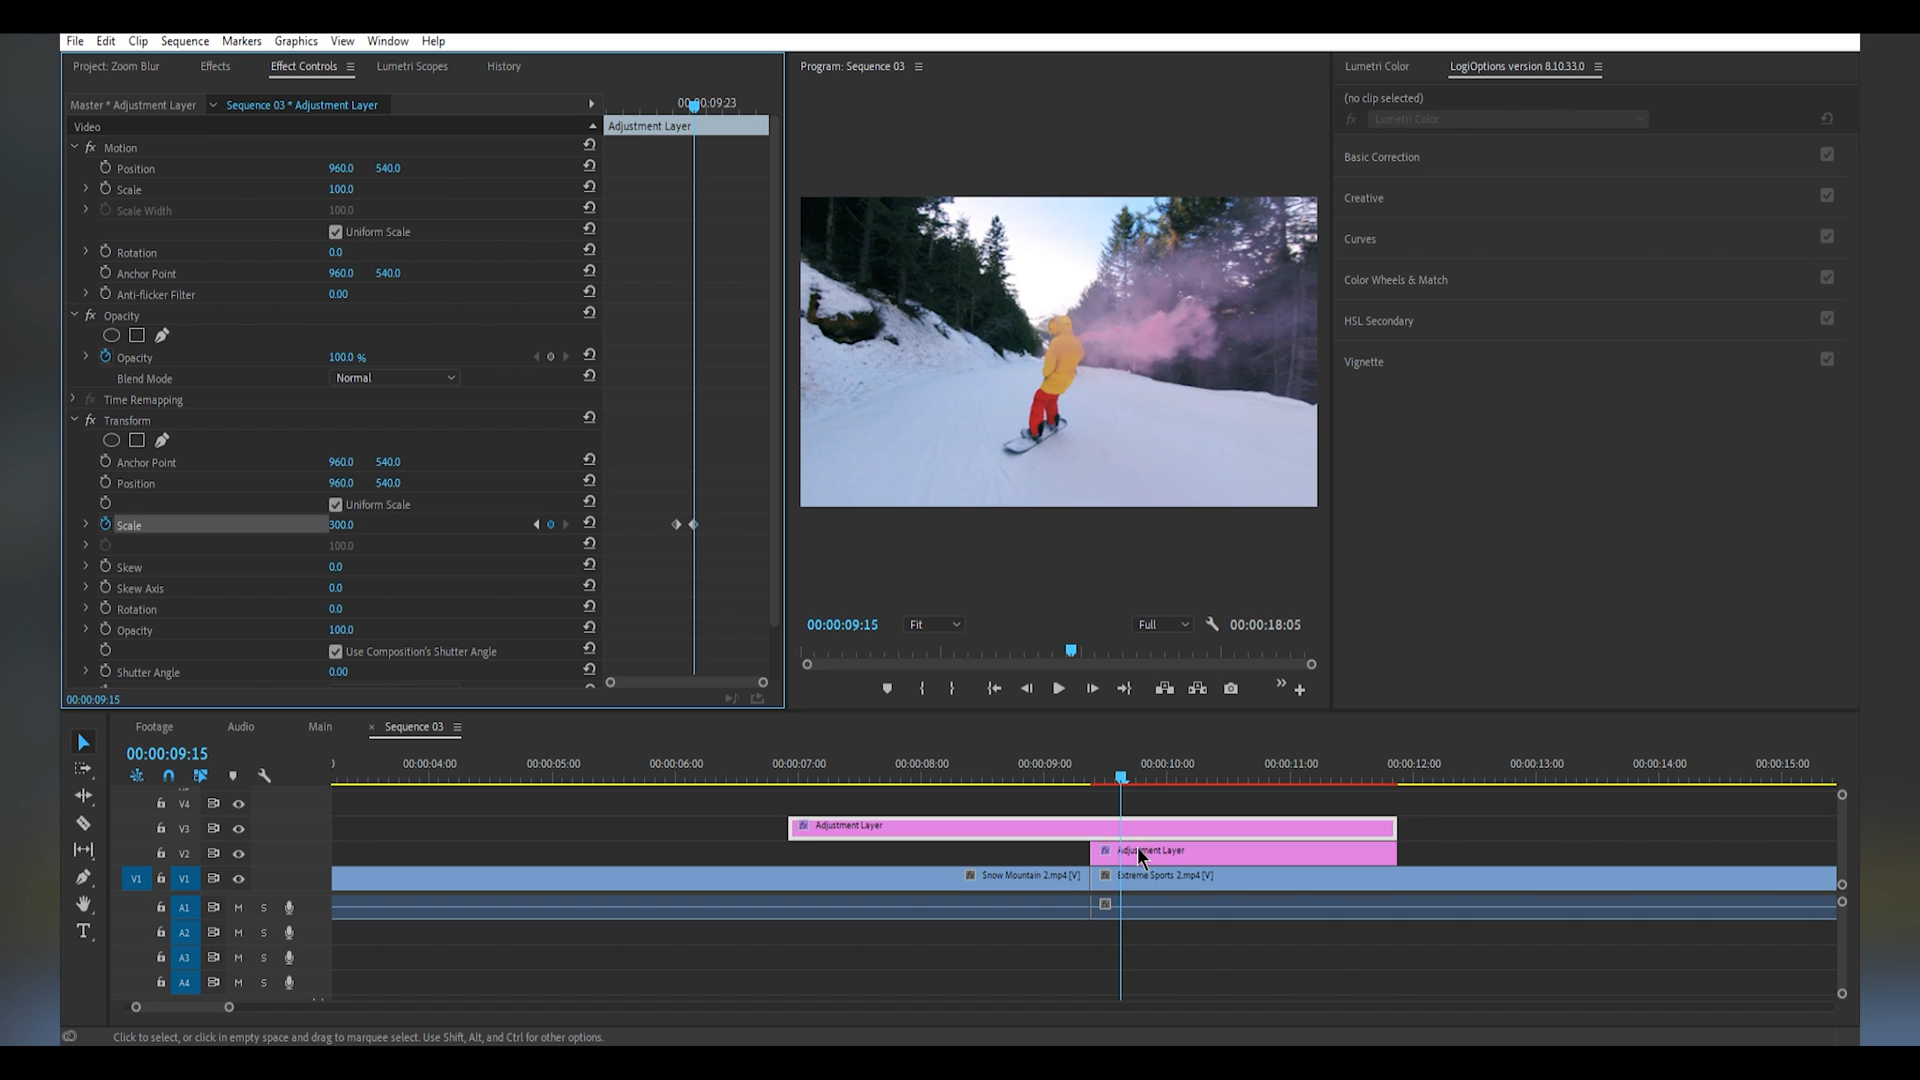 File Edit Clip Sequence Markers Graphics View Window Help
Project: Zoom Blur Effects Effect Controls Lumetri Scopes History
Master * Adjustment Layer Sequence 03 * Adjustment Layer
00:00:09:23
Video
Adjustment Layer
fx Motion
Position 960.0 540.0
Scale 100.0
Scale Width 100.0
Uniform Scale
Rotation 0.0
Anchor Point 960.0 540.0
Anti-flicker Filter 0.00
fx Opacity
Opacity 100.0 %
Blend Mode Normal
fx Time Remapping
fx Transform
Anchor Point 960.0 540.0
Position 960.0 540.0
Uniform Scale
Scale 300.0
100.0
Skew 0.0
Skew Axis 0.0
Rotation 0.0
Opacity 100.0
Use Composition's Shutter Angle
Shutter Angle 0.00
00:00:09:15
Program: Sequence 03
00:00:09:15 Fit Full 00:00:18:05
Lumetri Color LogiOptions version 8.10.33.0
(no clip selected)
fx Lumetri Color
Basic Correction
Creative
Curves
Color Wheels & Match
HSL Secondary
Vignette
Footage Audio Main × Sequence 03
00:00:09:15
00:00:04:00 00:00:05:00 00:00:06:00 00:00:07:00 00:00:08:00 00:00:09:00 00:00:10:00 00:00:11:00 00:00:12:00 00:00:13:00 00:00:14:00 00:00:15:00
V4
V3 fx Adjustment Layer
V2 fx Adjustment Layer
V1 V1 fx Snow Mountain 2.mp4 [V] fx Extreme Sports 2.mp4 [V]
A1 M S fx
A2 M S
A3 M S
A4 M S
Click to select, or click in empty space and drag to marquee select. Use Shift, Alt, and Ctrl for other options.